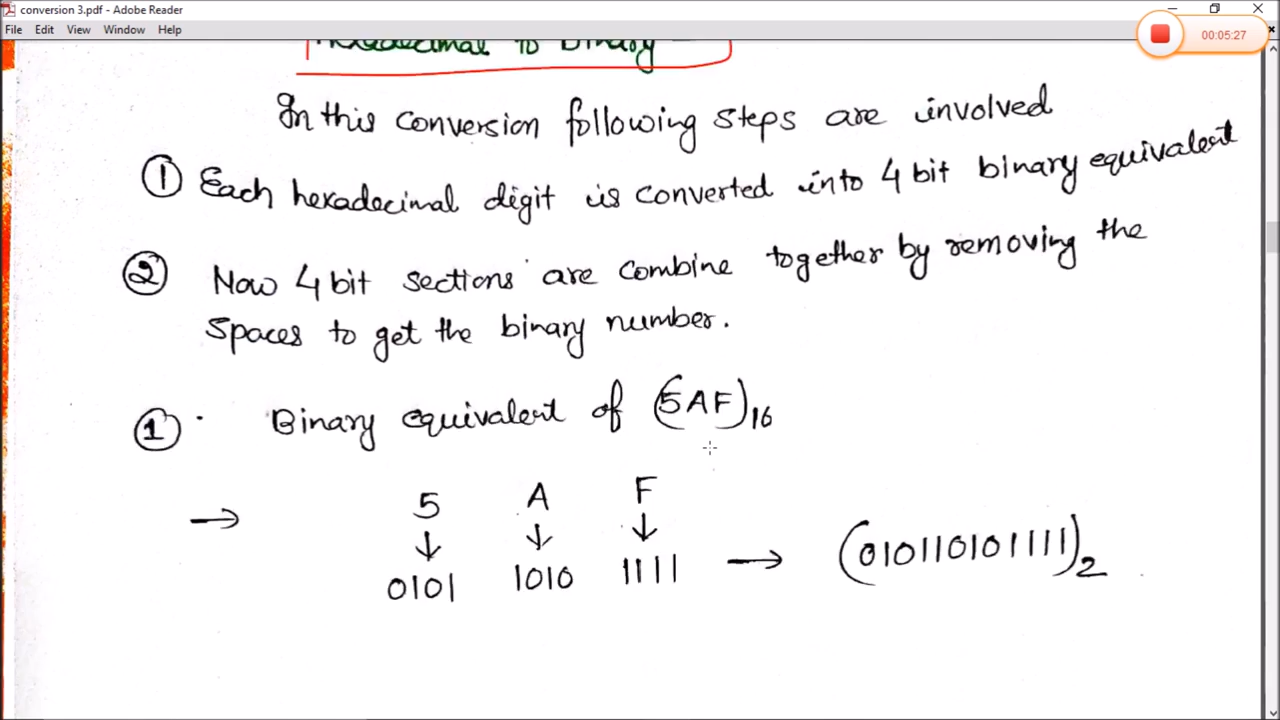 conversion 3.pdf - Adobe Reader
File Edit View Window Help
00:05:27
Hexadecimal to Binary
In this conversion following steps are involved
① Each hexadecimal digit is converted into 4 bit binary equivalent
② Now 4 bit sections are combine together by removing the
spaces to get the binary number.
① . Binary equivalent of (5AF)16
→ 5 A F
↓ ↓ ↓
0101 1010 1111 → (010110101111)2